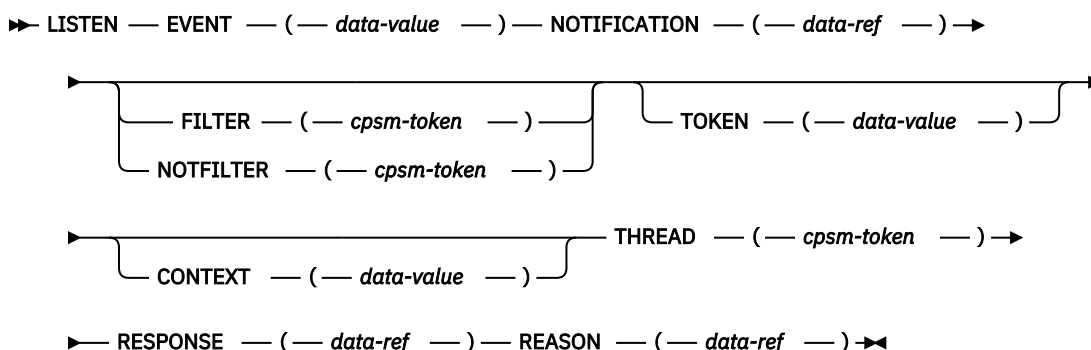 LISTEN EVENT ( data-value ) NOTIFICATION ( data-ref )
FILTER ( cpsm-token ) TOKEN ( data-value )
NOTFILTER ( cpsm-token )
THREAD ( cpsm-token )
CONTEXT ( data-value )
RESPONSE ( data-ref ) REASON ( data-ref )